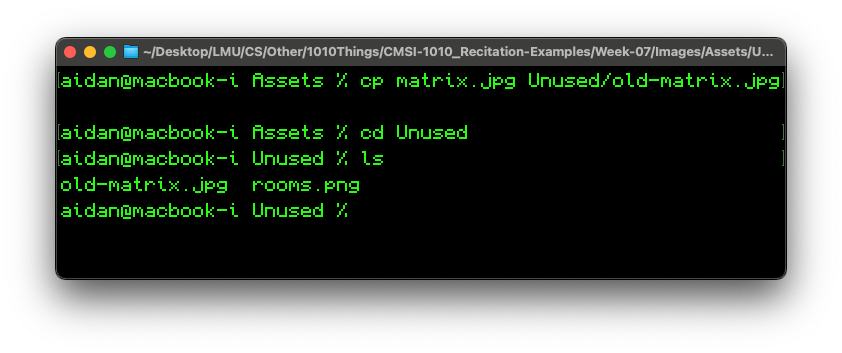 ~/Desktop/LMU/CS/Other/1010Things/CMSI-1010_Recitation-Examples/Week-07/Images/Assets/U...
[aidan@macbook-i Assets % cp matrix.jpg Unused/old-matrix.jpg]
[aidan@macbook-i Assets % cd Unused ]
[aidan@macbook-i Unused % ls ]
old-matrix.jpg rooms.png
aidan@macbook-i Unused %